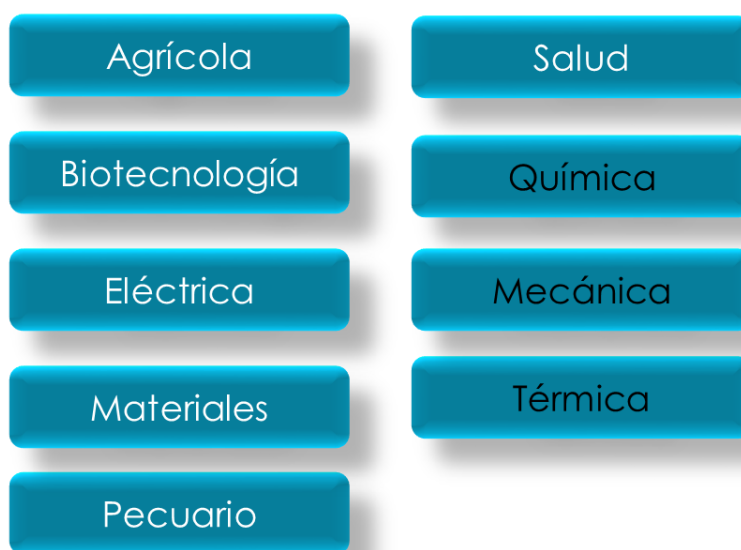 Agrícola
Biotecnología
Eléctrica
Materiales
Pecuario
Salud
Química
Mecánica
Térmica